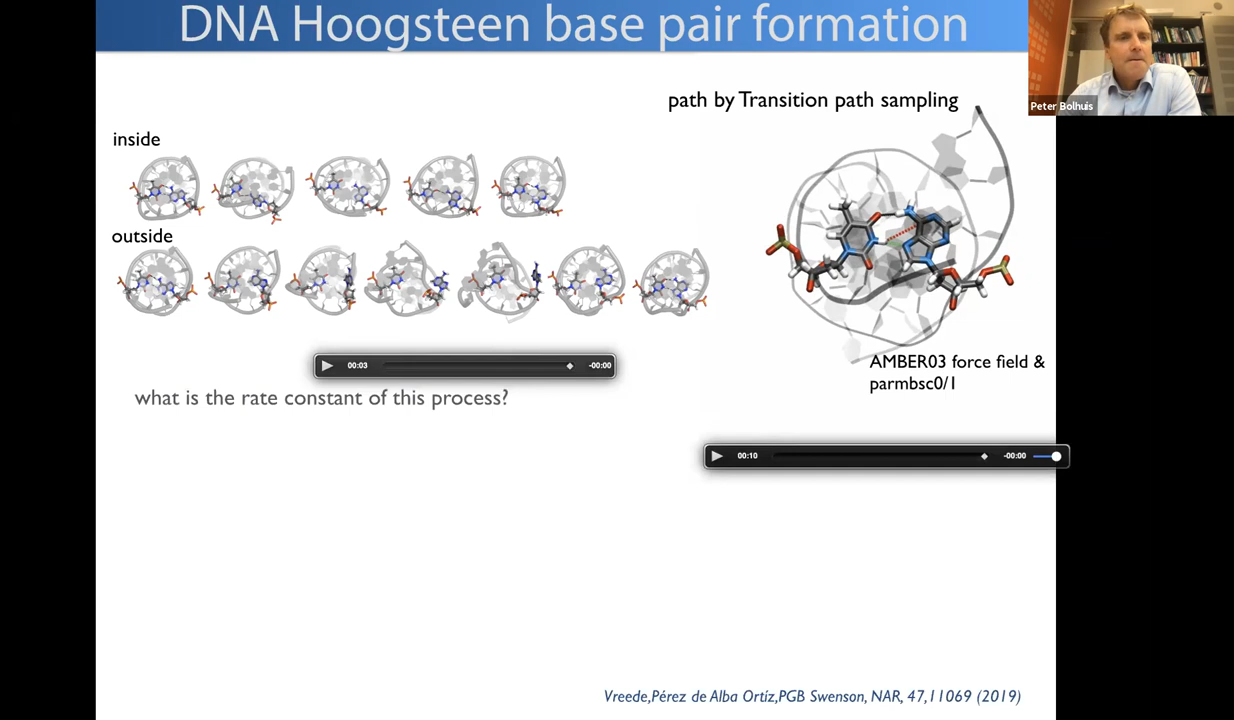 DNA Hoogsteen base pair formation
Peter Bolhuis
path by Transition path sampling
inside
outside
AMBER03 force field &
parmbsc0/1
00:03
-00:00
what is the rate constant of this process?
00:10
-00:00
Vreede,Pérez de Alba Ortíz,PGB Swenson, NAR, 47,11069 (2019)